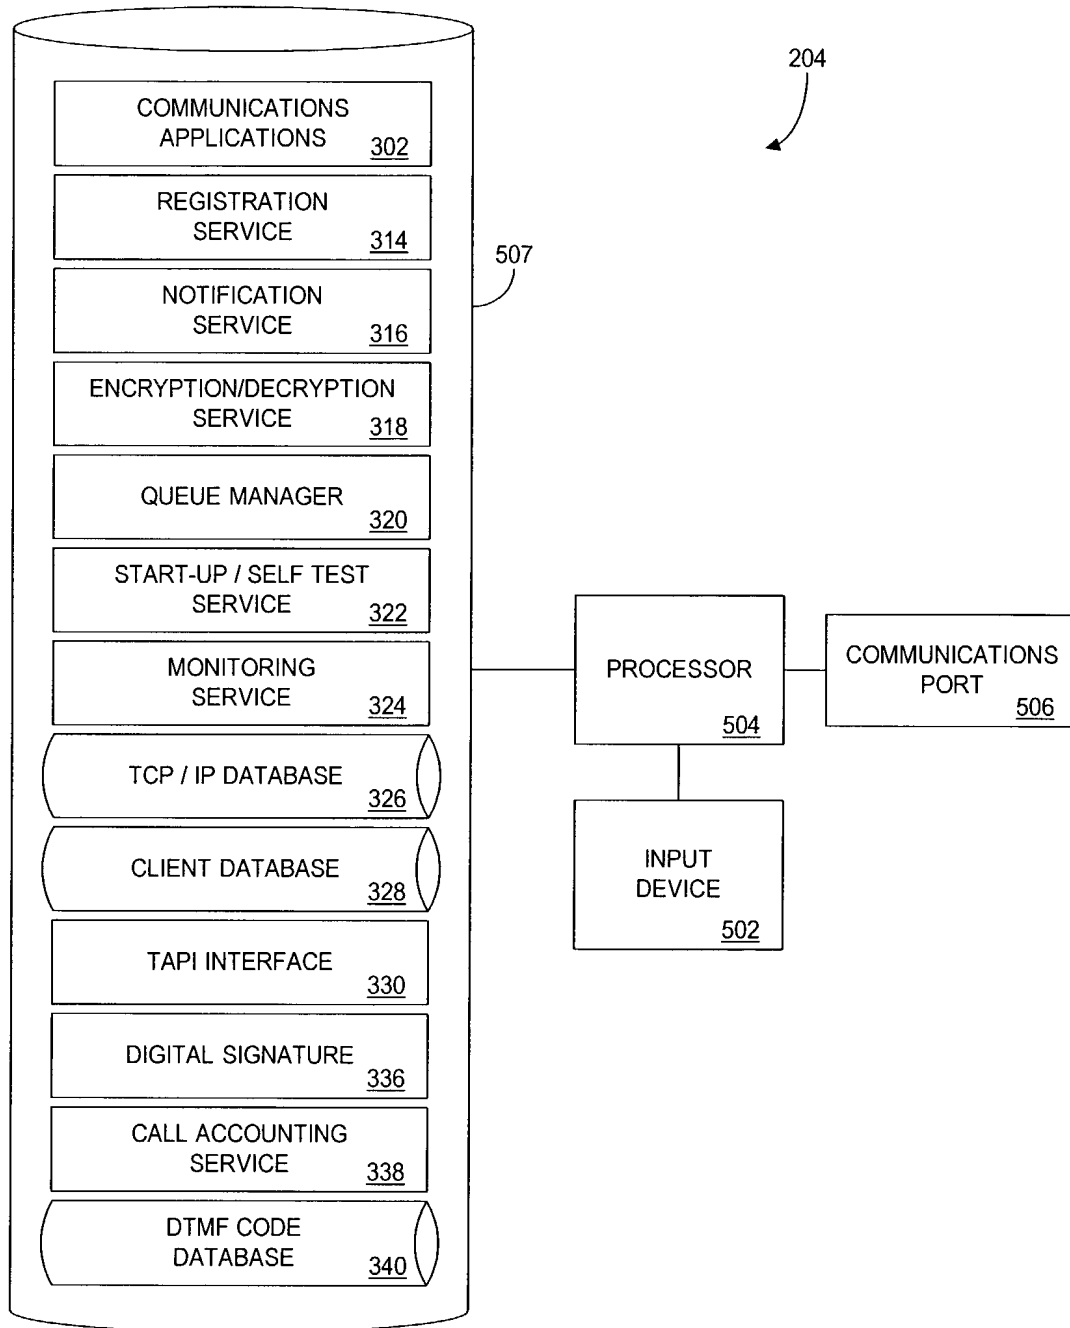 204
COMMUNICATIONS
APPLICATIONS
302
REGISTRATION
SERVICE
314
507
NOTIFICATION
SERVICE
316
ENCRYPTION/DECRYPTION
SERVICE
318
QUEUE MANAGER
320
START-UP / SELF TEST
SERVICE
322
MONITORING
SERVICE
324
TCP / IP DATABASE
326
CLIENT DATABASE
328
TAPI INTERFACE
330
DIGITAL SIGNATURE
336
CALL ACCOUNTING
SERVICE
338
DTMF CODE
DATABASE
340
PROCESSOR
504
COMMUNICATIONS
PORT
506
INPUT
DEVICE
502